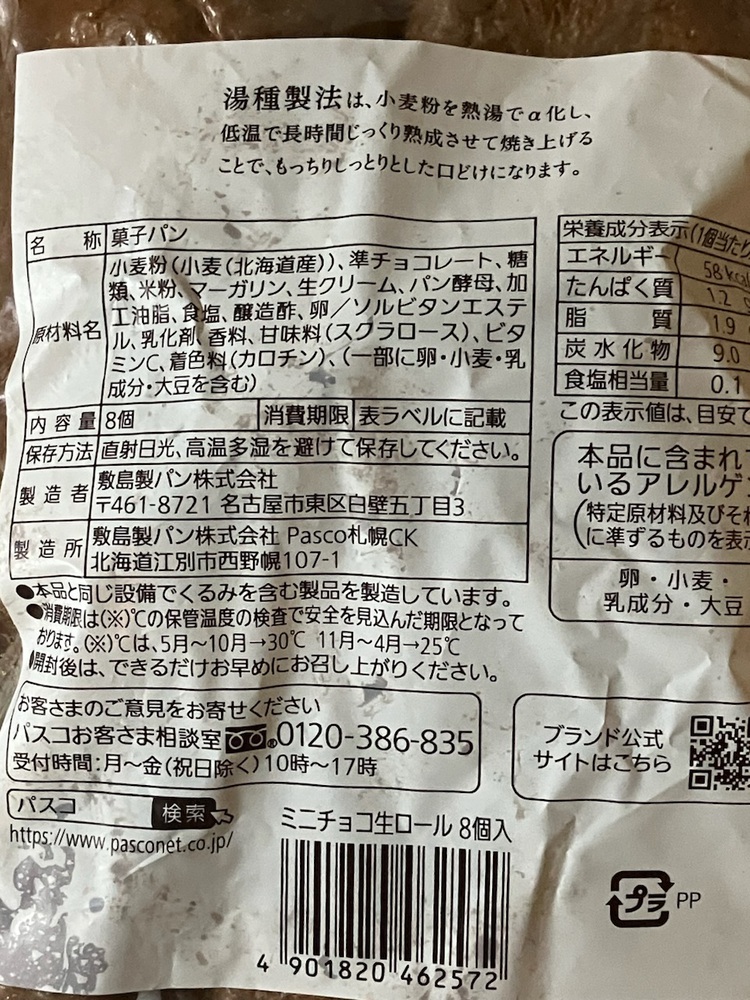 湯種製法は、小麦粉を熱湯でα化し、
低温で長時間じっくり熟成させて焼き上げる
ことで、もっちりしっとりとした口どけになります。
名 称 菓子パン
原材料名 小麦粉(小麦(北海道産))、準チョコレート、糖
類、米粉、マーガリン、生クリーム、パン酵母、加
工油脂、食塩、醸造酢、卵/ソルビタンエステ
ル、乳化剤、香料、甘味料(スクラロース)、ビタ
ミンC、着色料(カロチン)、(一部に卵・小麦・乳
成分・大豆を含む)
内容量 8個 消費期限 表ラベルに記載
保存方法 直射日光、高温多湿を避けて保存してください。
製造者 敷島製パン株式会社
〒461-8721 名古屋市東区白壁五丁目3
製造所 敷島製パン株式会社 Pasco札幌CK
北海道江別市西野幌107-1
●本品と同じ設備でくるみを含む製品を製造しています。
●消費期限は(※)℃の保管温度の検査で安全を見込んだ期限となって
おります。(※)℃は、5月~10月→30℃ 11月~4月→25℃
●開封後は、できるだけお早めにお召し上がりください。
お客さまのご意見をお寄せください
パスコお客さま相談室 0120-386-835
受付時間:月~金(祝日除く)10時~17時
パスコ 検索
https://www.pasconet.co.jp/
栄養成分表示(1個当たり
エネルギー 58kcal
たんぱく質 1.2
脂質 1.9
炭水化物 9.0
食塩相当量 0.1
この表示値は、目安で
本品に含まれて
いるアレルゲン
(特定原材料及びそれ
に準ずるものを表示
卵・小麦・
乳成分・大豆
ブランド公式
サイトはこちら
ミニチョコ生ロール 8個入
4 901820 462572
プラ PP